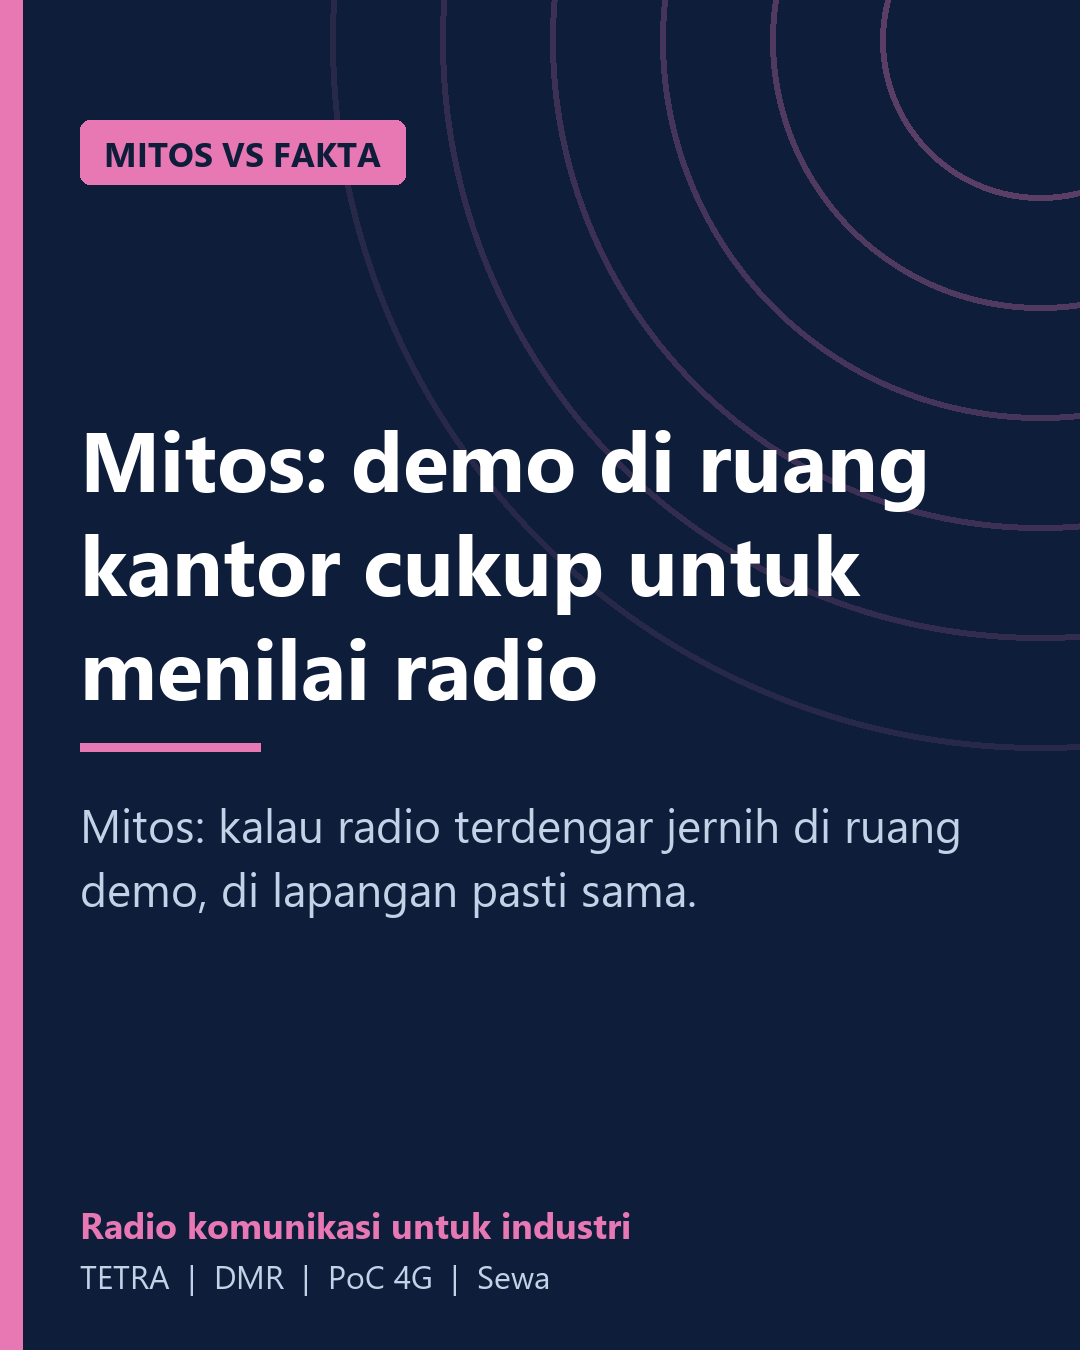 MITOS VS FAKTA
Mitos: demo di ruang
kantor cukup untuk
menilai radio
Mitos: kalau radio terdengar jernih di ruang
demo, di lapangan pasti sama.
Radio komunikasi untuk industri
TETRA | DMR | PoC 4G | Sewa